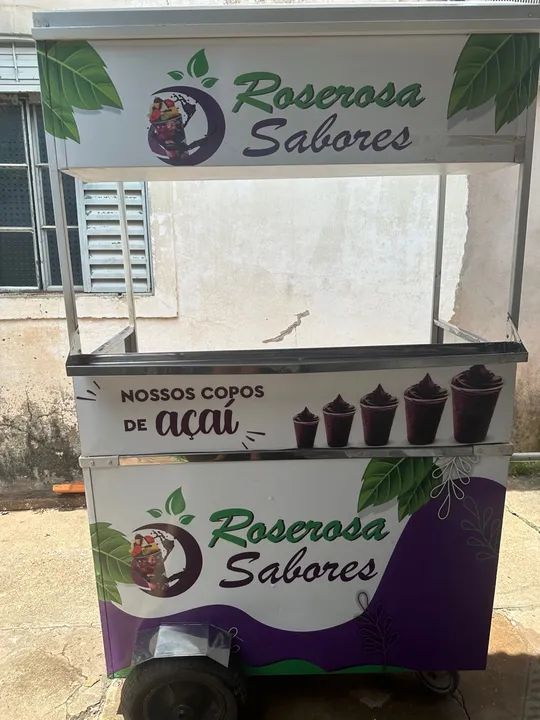 Roserosa
Sabores
NOSSOS COPOS
DE açaí
Roserosa
Sabores